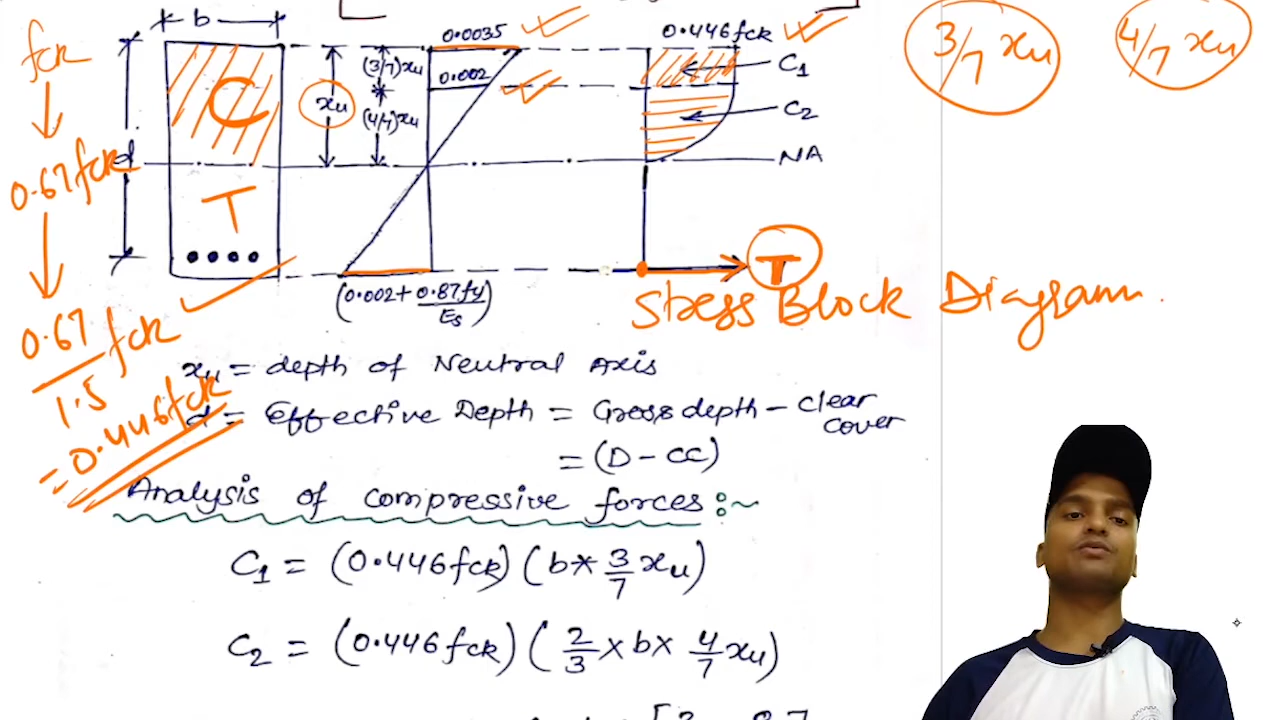 b
0.0035
0.446fck
3/7 xu
4/7 xu
fck
(3/7)xu
0.002
C1
C
xu
(4/7)xu
C2
0.67fck
d
NA
T
T
(0.002 + 0.87fy/Es)
Stress Block Diagram.
0.67/1.5 fck
= 0.446fck
xu = depth of Neutral Axis
d = Effective Depth = Gross depth - clear cover
= (D - CC)
Analysis of compressive forces :~
C1 = (0.446fck) (b * 3/7 xu)
C2 = (0.446fck) ( 2/3 × b × 4/7 xu)